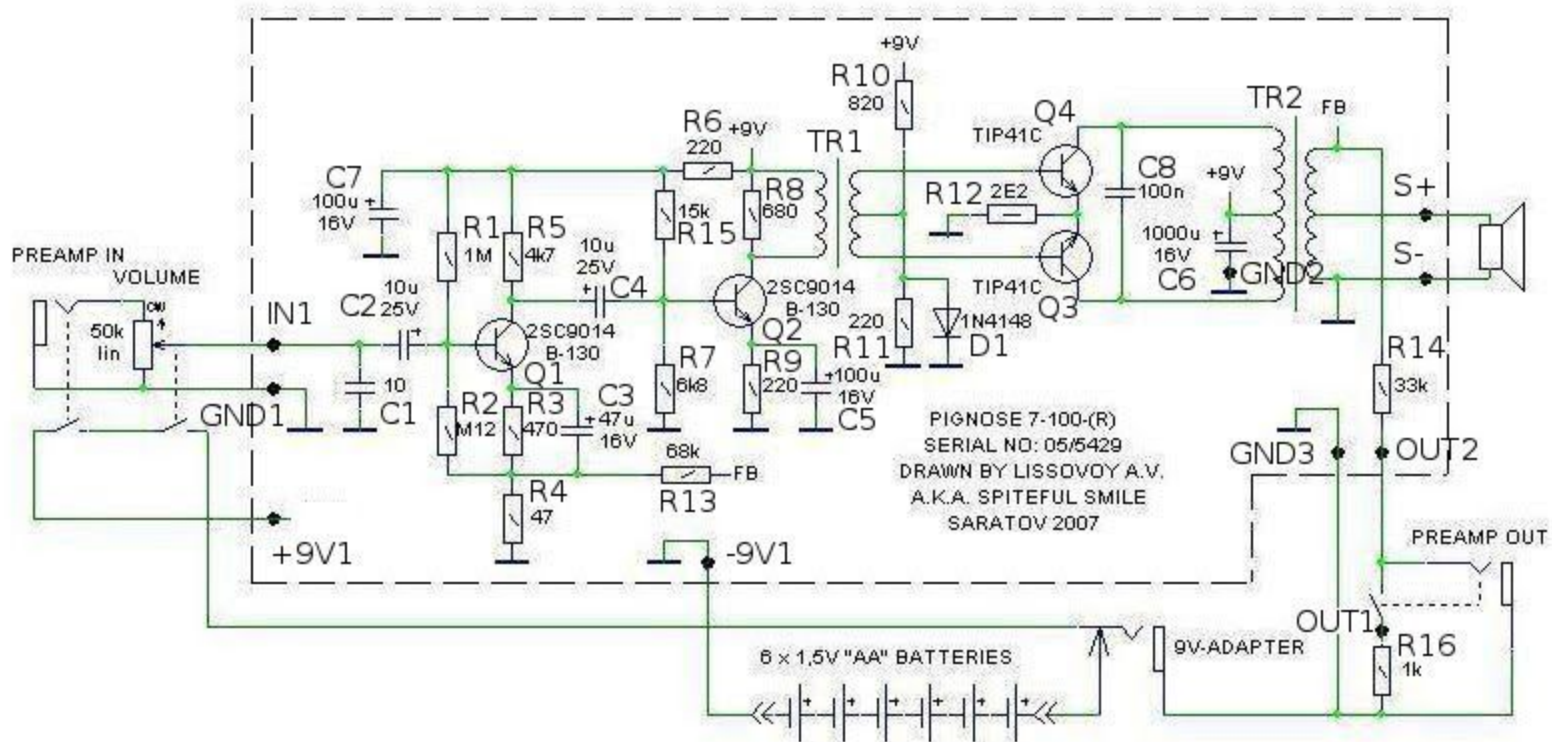 +9V
R10
820
Q4
TIP41C
TR2
FB
R6
220
+9V
TR1
C7
100u +
16V
R1
1M
R5
4k7
10u
25V
+
C4
15k
R15
R8
680
R12
2E2
C8
100n
+9V
1000u +
16V
C6
GND2
S+
S-
PREAMP IN
VOLUME
50k
lin
IN1
C2
10u
25V
+
2SC9014
B-130
Q1
2SC9014
B-130
Q2
TIP41C
Q3
220
R11
1N4148
D1
R14
33k
10
C1
GND1
R2
M12
R3
470
C3
+47u
16V
R7
6k8
R9
220
+100u
16V
C5
68k
FB
R13
R4
47
+9V1
-9V1
PIGNOSE 7-100-(R)
SERIAL NO: 05/5429
DRAWN BY LISSOVOY A.V.
A.K.A. SPITEFUL SMILE
SARATOV 2007
GND3
OUT2
PREAMP OUT
OUT1
R16
1k
9V-ADAPTER
6 x 1,5V "AA" BATTERIES
+ + + + + +